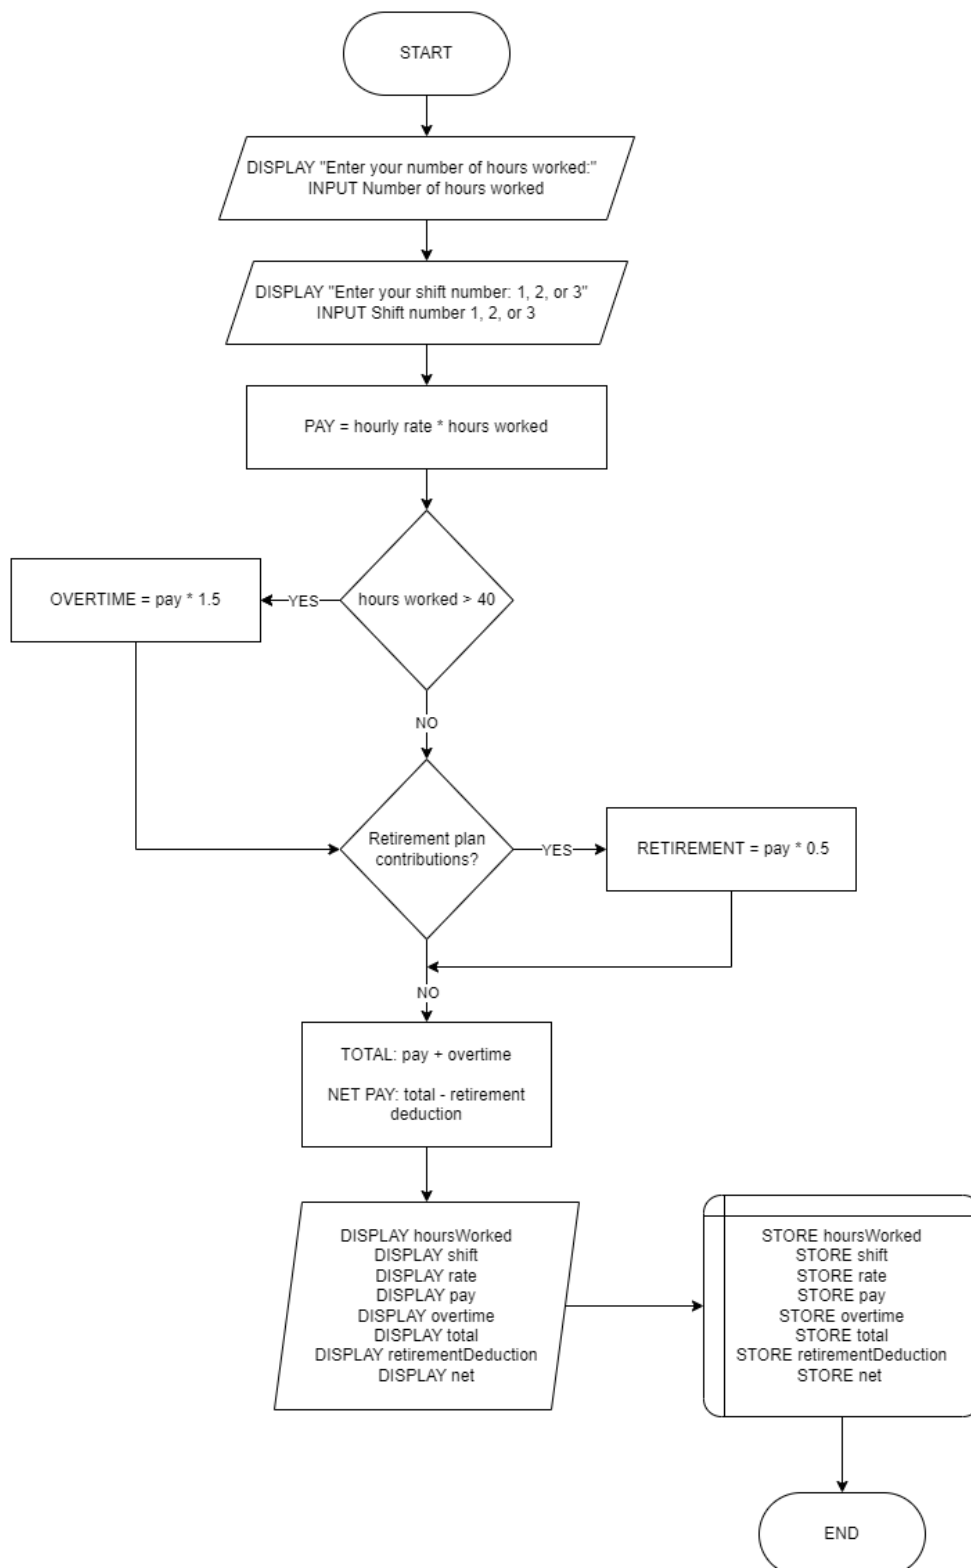 START
DISPLAY "Enter your number of hours worked:"
INPUT Number of hours worked
DISPLAY "Enter your shift number: 1, 2, or 3"
INPUT Shift number 1, 2, or 3
PAY = hourly rate * hours worked
hours worked > 40
YES
OVERTIME = pay * 1.5
NO
Retirement plan
contributions?
YES
RETIREMENT = pay * 0.5
NO
TOTAL: pay + overtime
NET PAY: total - retirement
deduction
DISPLAY hoursWorked
DISPLAY shift
DISPLAY rate
DISPLAY pay
DISPLAY overtime
DISPLAY total
DISPLAY retirementDeduction
DISPLAY net
STORE hoursWorked
STORE shift
STORE rate
STORE pay
STORE overtime
STORE total
STORE retirementDeduction
STORE net
END